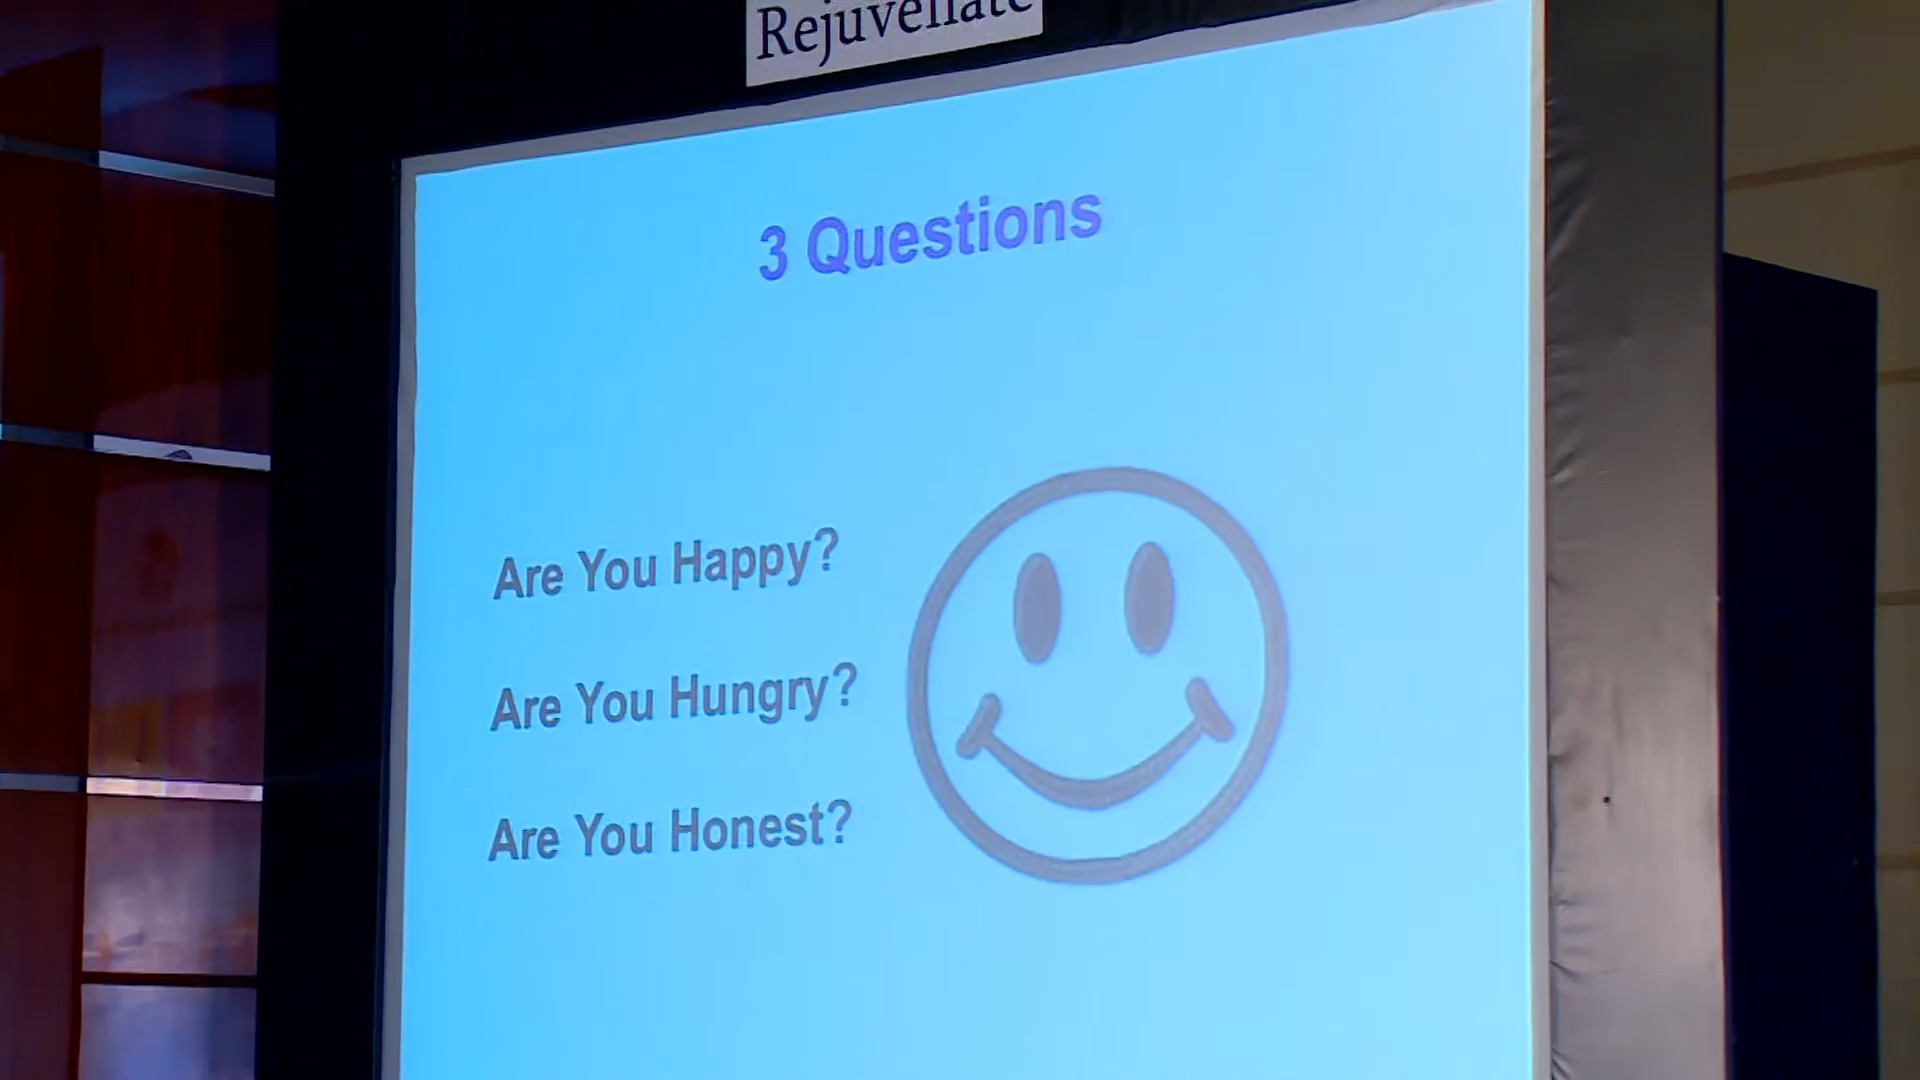 Rejuvenate
3 Questions
Are You Happy?
Are You Hungry?
Are You Honest?